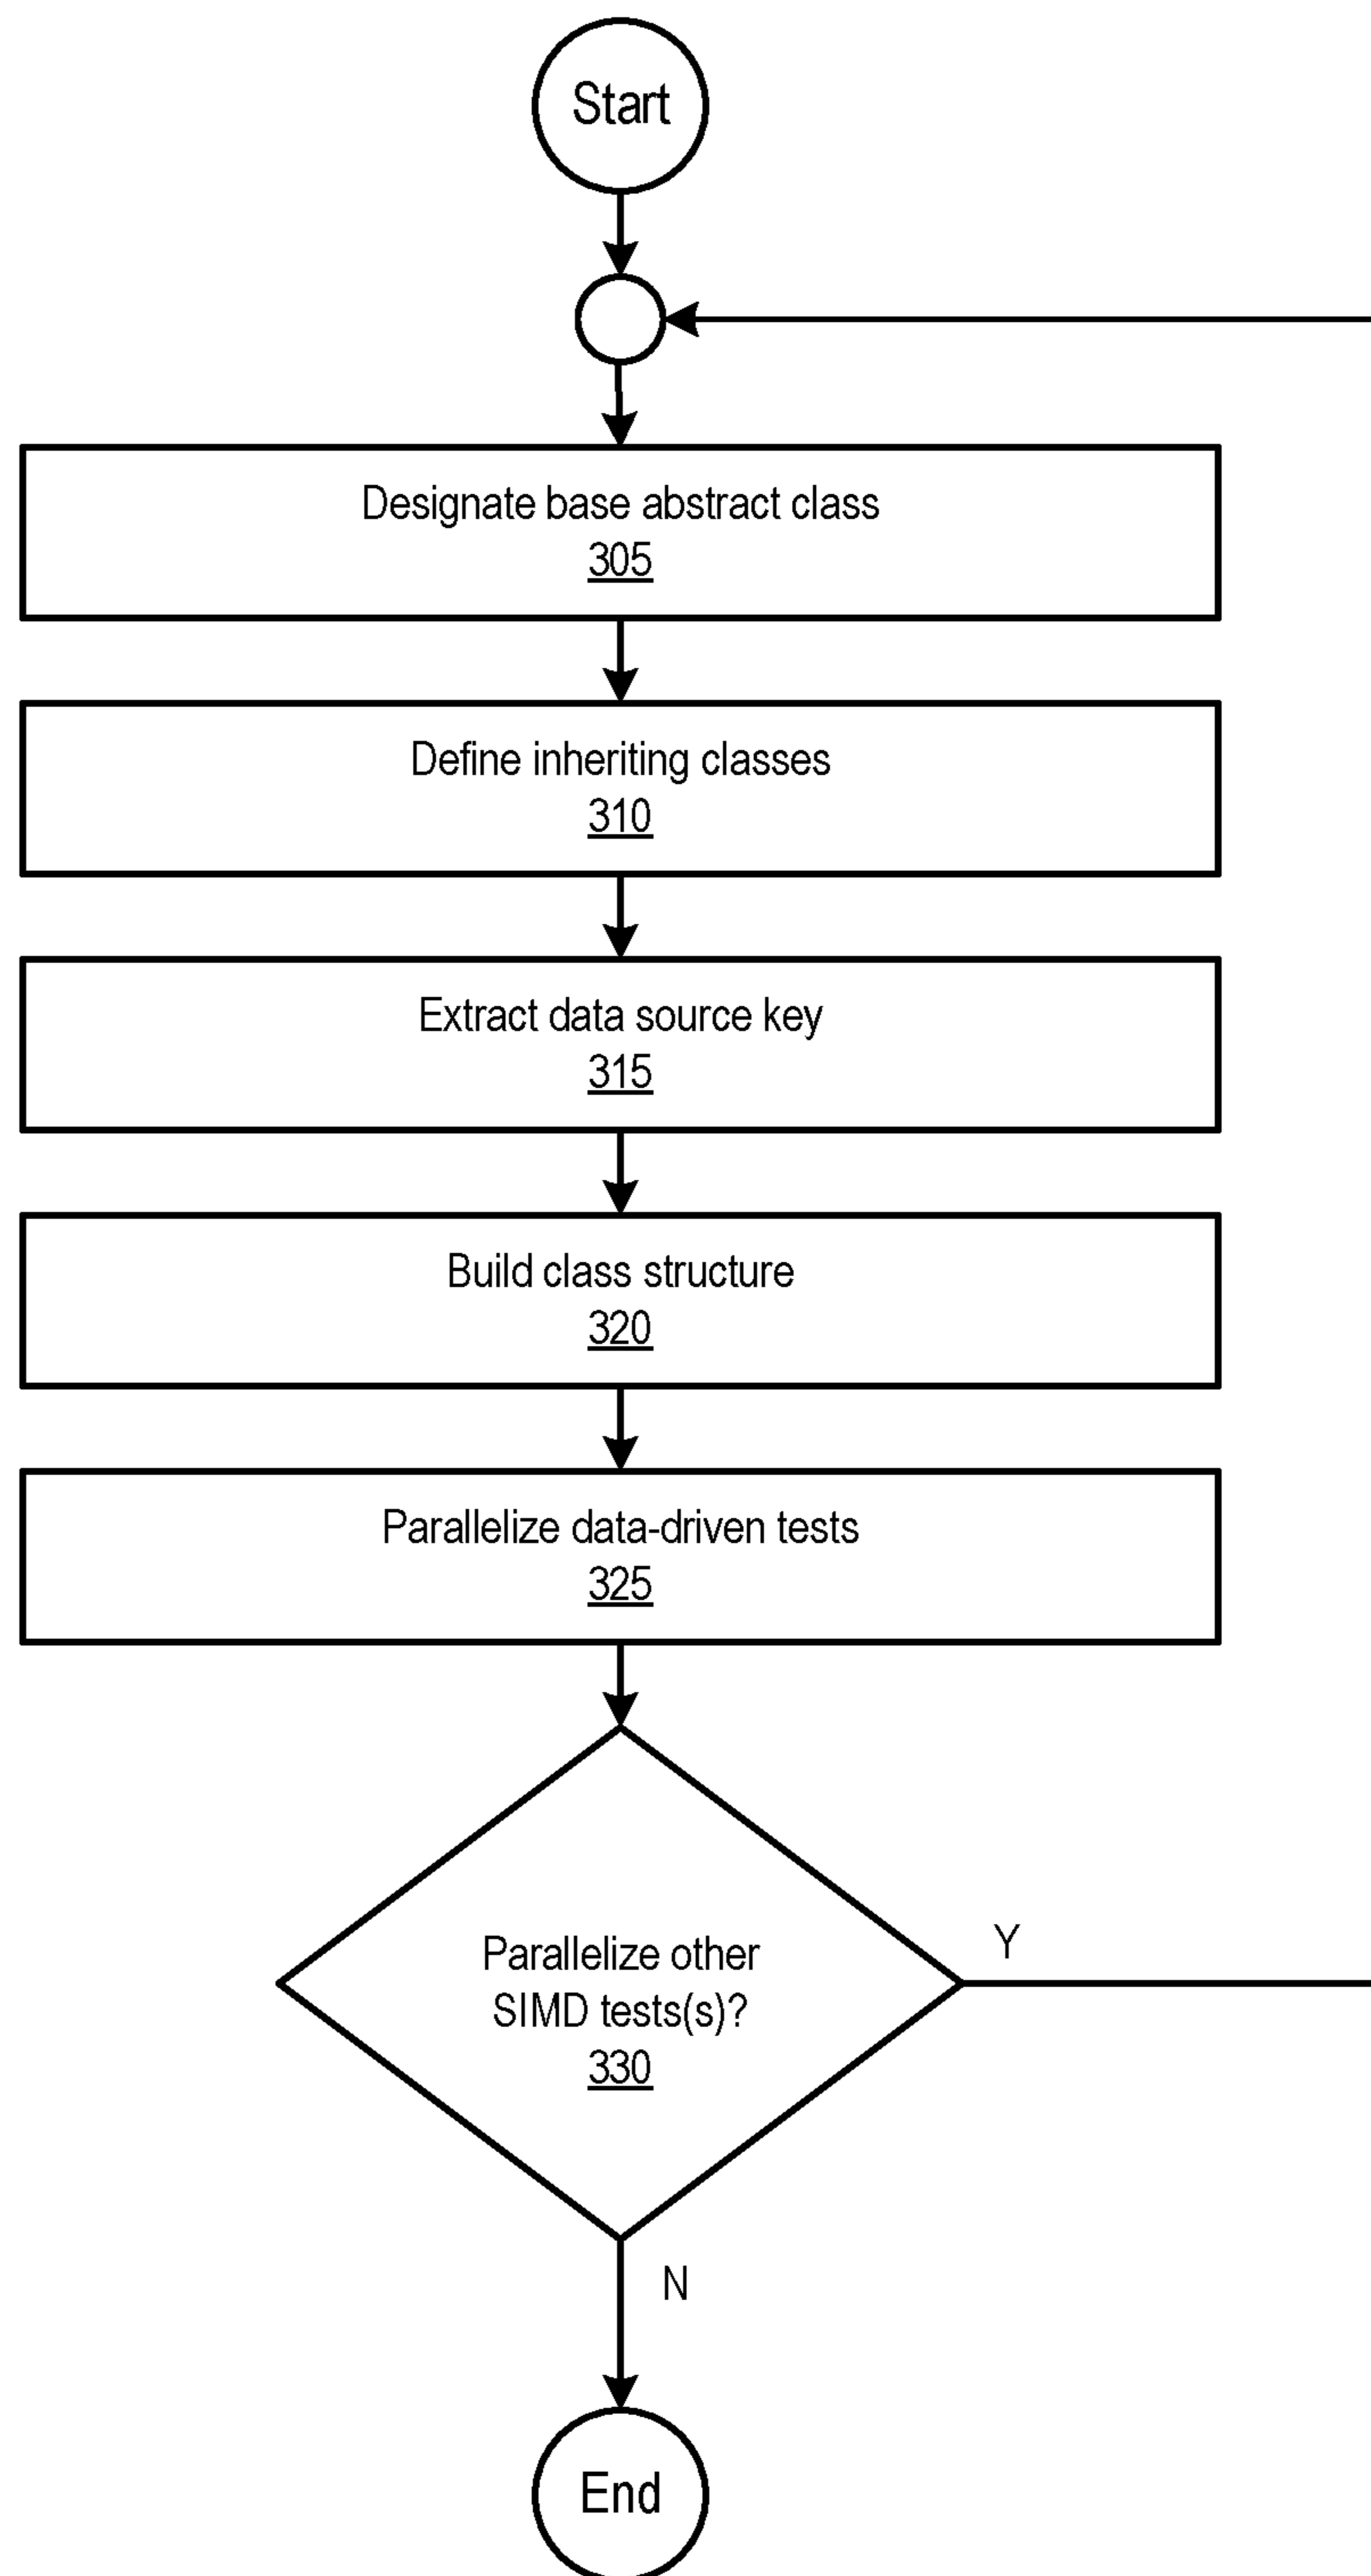 Start
Designate base abstract class
305
Define inheriting classes
310
Extract data source key
315
Build class structure
320
Parallelize data-driven tests
325
Parallelize other
SIMD tests(s)?
330
Y
N
End